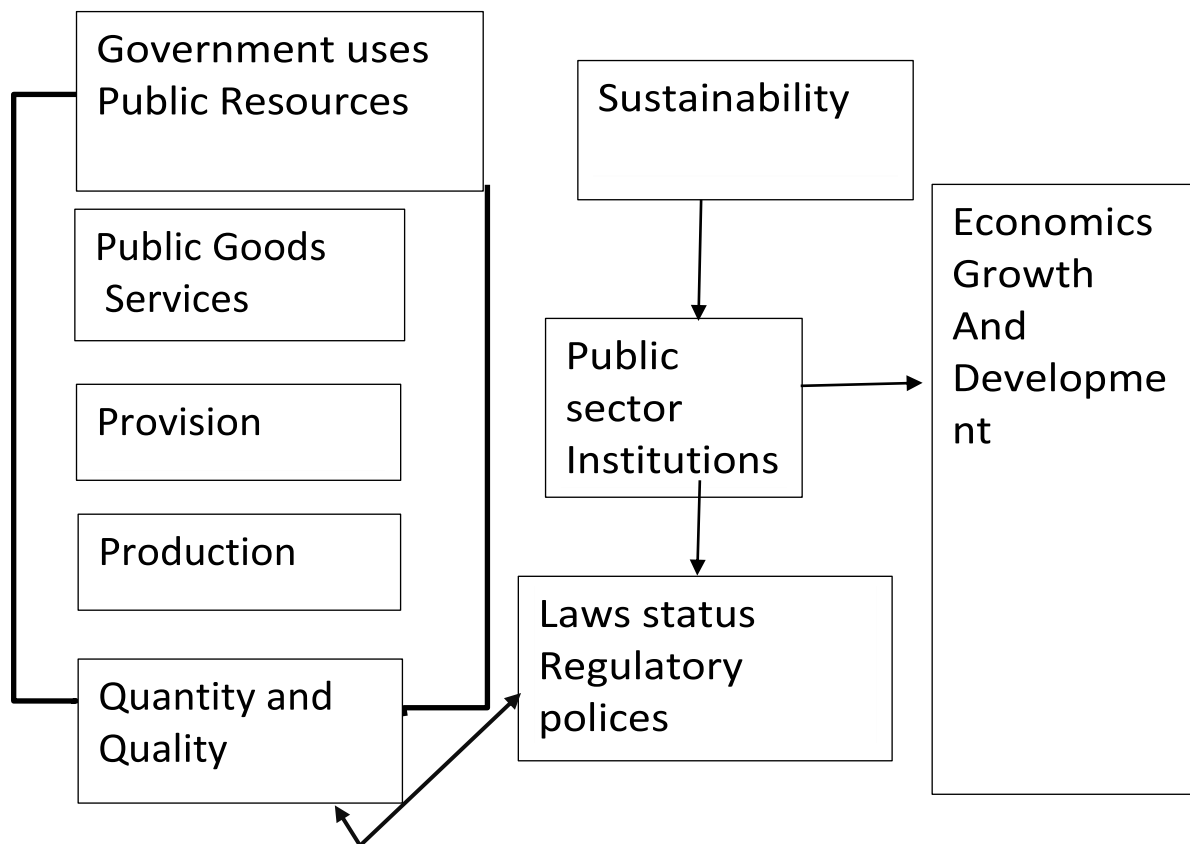 Government uses
Public Resources
Public Goods
Services
Provision
Production
Quantity and
Quality
Sustainability
Public
sector
Institutions
Laws status
Regulatory
polices
Economics
Growth
And
Developme
nt